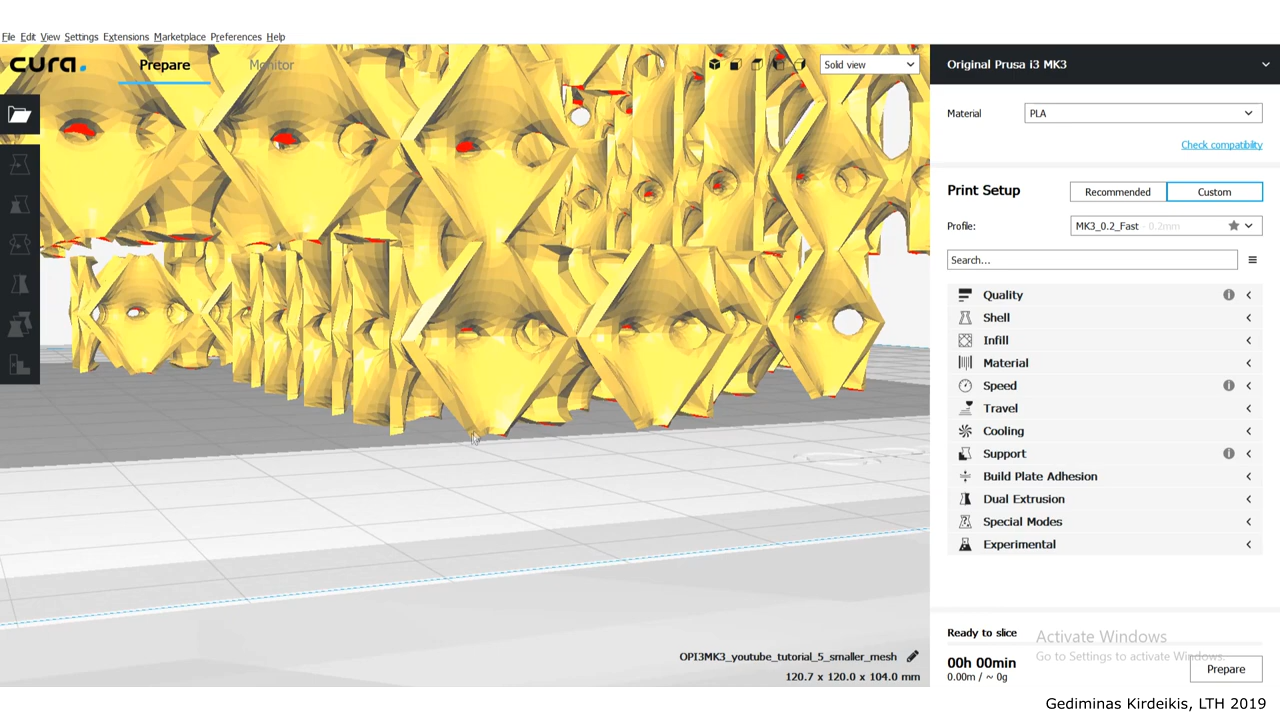 File Edit View Settings Extensions Marketplace Preferences Help
cura. Prepare Monitor Solid view Original Prusa i3 MK3
Material PLA
Check compatibility
Print Setup Recommended Custom
Profile: MK3_0.2_Fast - 0.2mm
Search...
Quality
Shell
Infill
Material
Speed
Travel
Cooling
Support
Build Plate Adhesion
Dual Extrusion
Special Modes
Experimental
Ready to slice
Activate Windows
Go to Settings to activate Windows.
OPI3MK3_youtube_tutorial_5_smaller_mesh
120.7 x 120.0 x 104.0 mm
00h 00min
0.00m / ~ 0g
Prepare
Gediminas Kirdeikis, LTH 2019